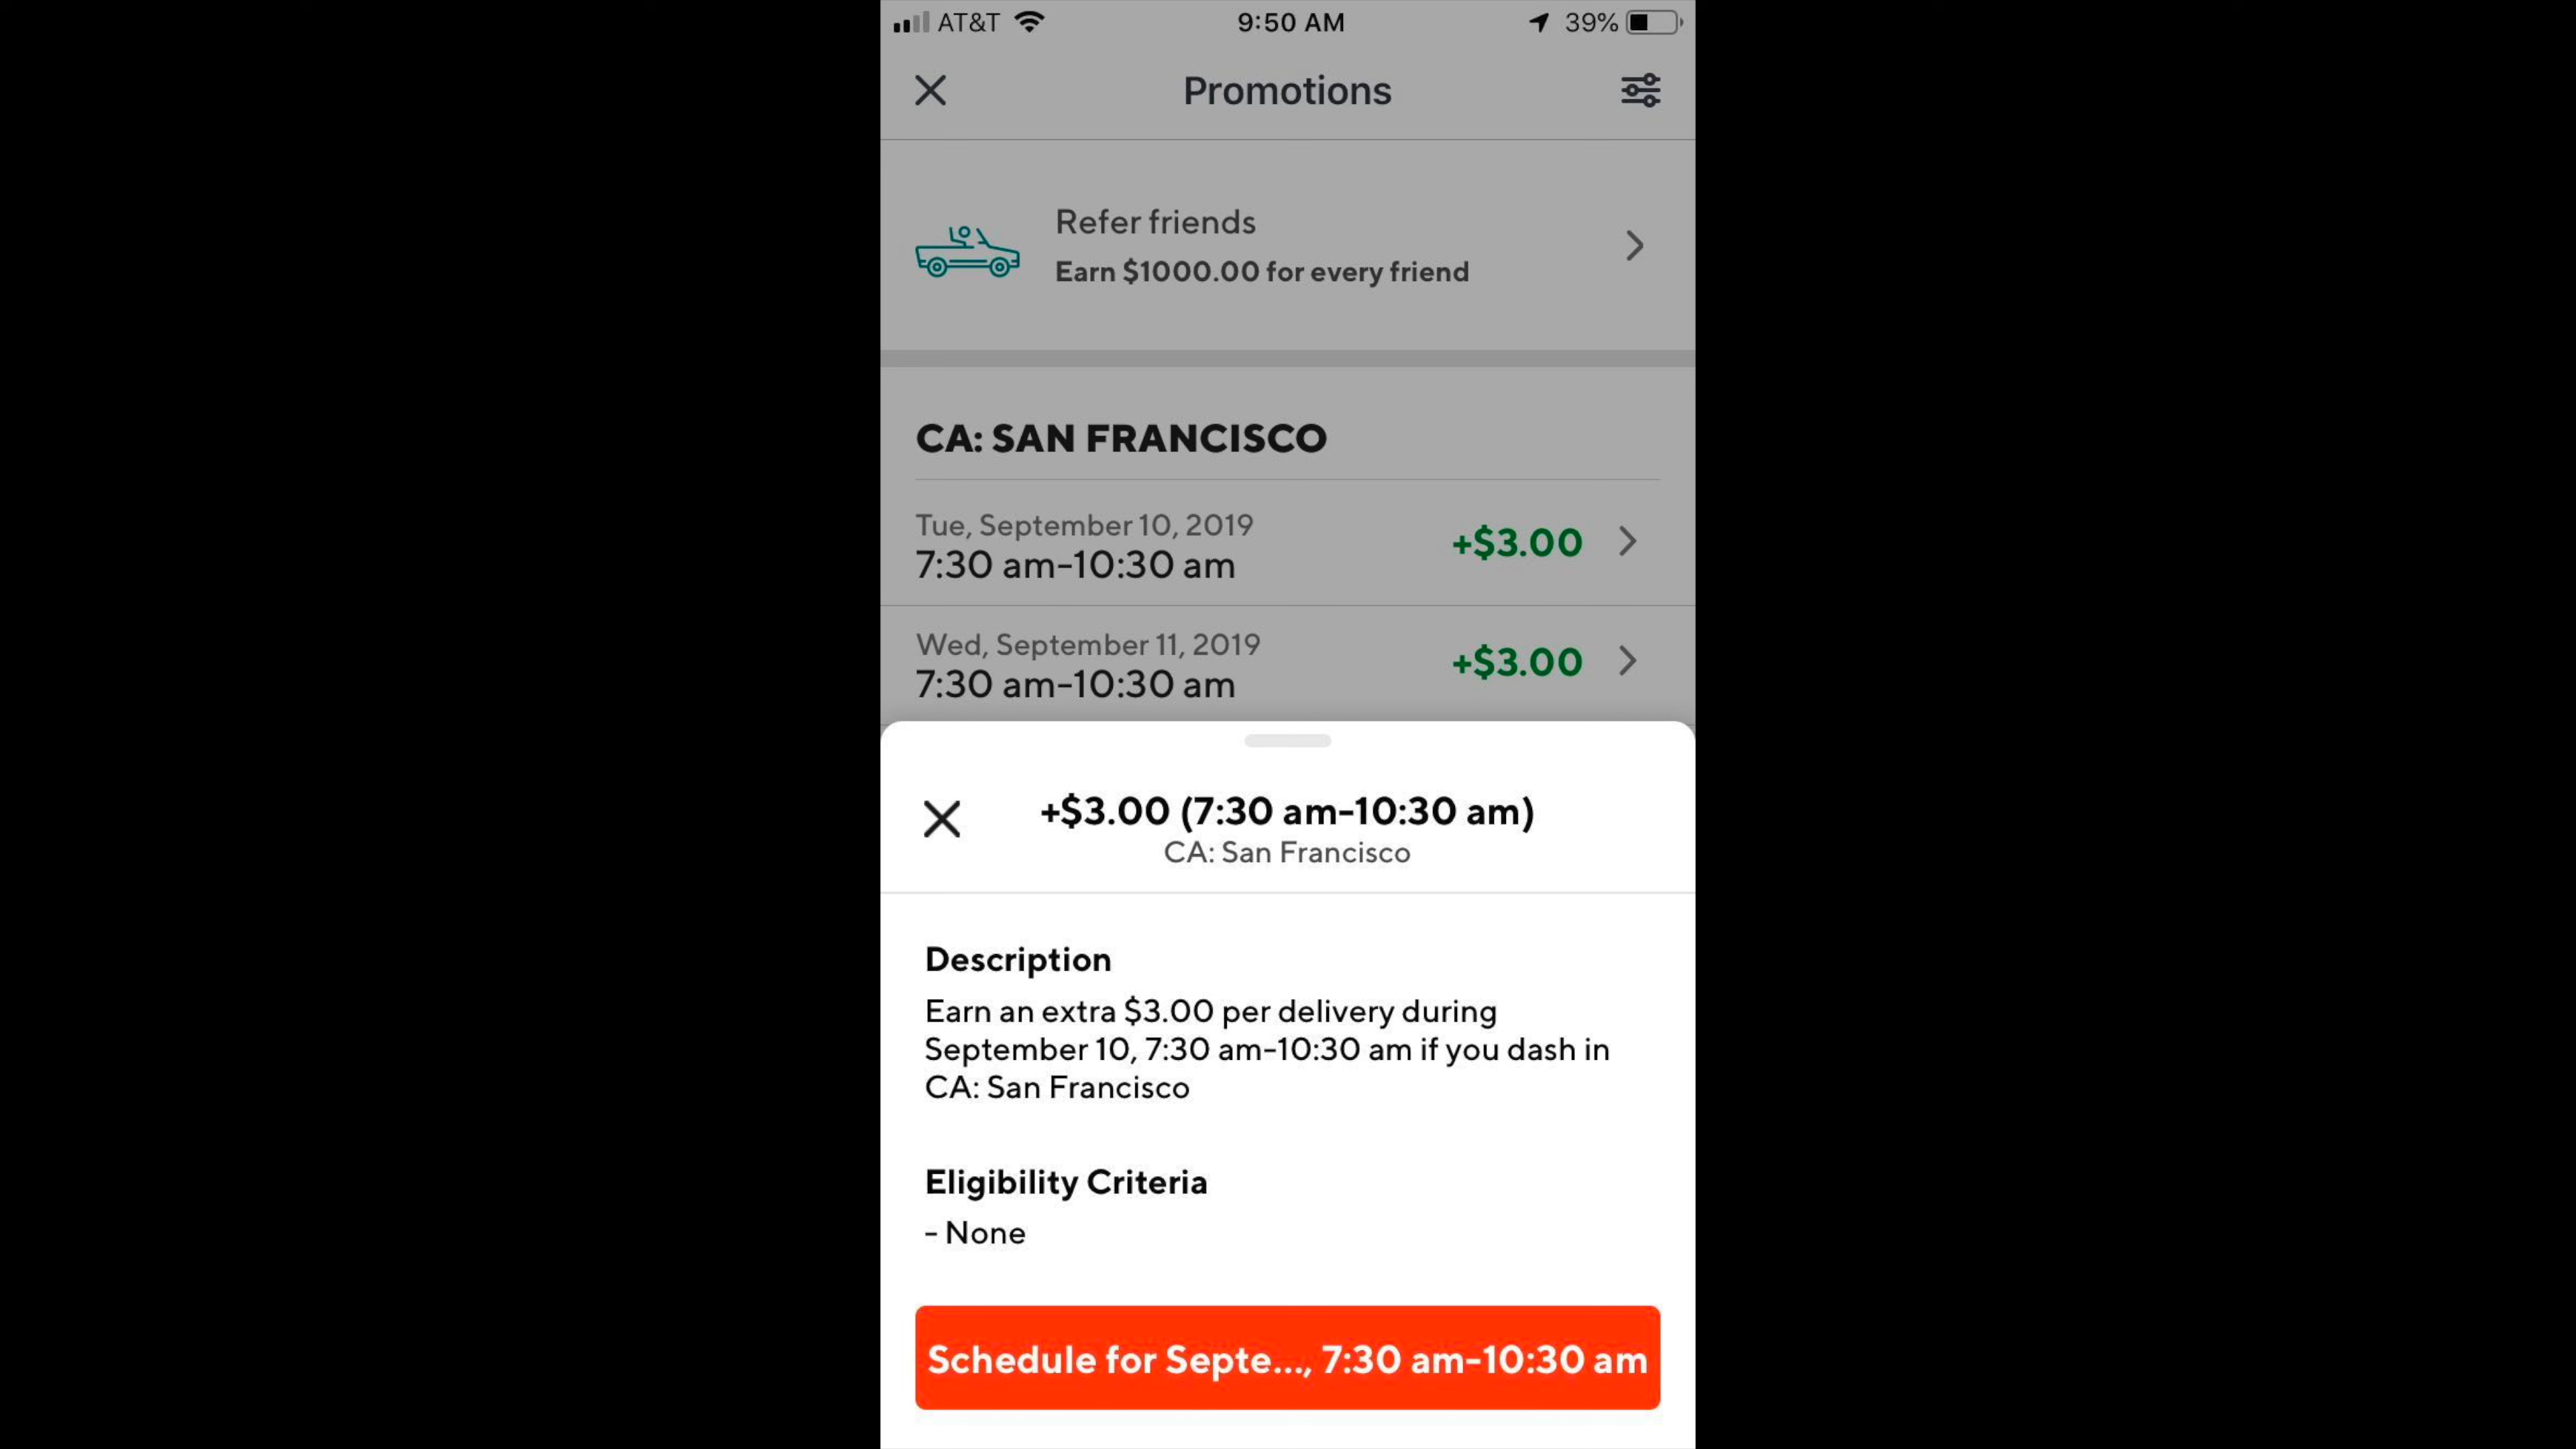 AT&T 9:50 AM 39%
Promotions
Refer friends
Earn $1000.00 for every friend
CA: SAN FRANCISCO
Tue, September 10, 2019
7:30 am-10:30 am +$3.00
Wed, September 11, 2019
7:30 am-10:30 am +$3.00
+$3.00 (7:30 am-10:30 am)
CA: San Francisco
Description
Earn an extra $3.00 per delivery during
September 10, 7:30 am-10:30 am if you dash in
CA: San Francisco
Eligibility Criteria
- None
Schedule for Septe..., 7:30 am-10:30 am